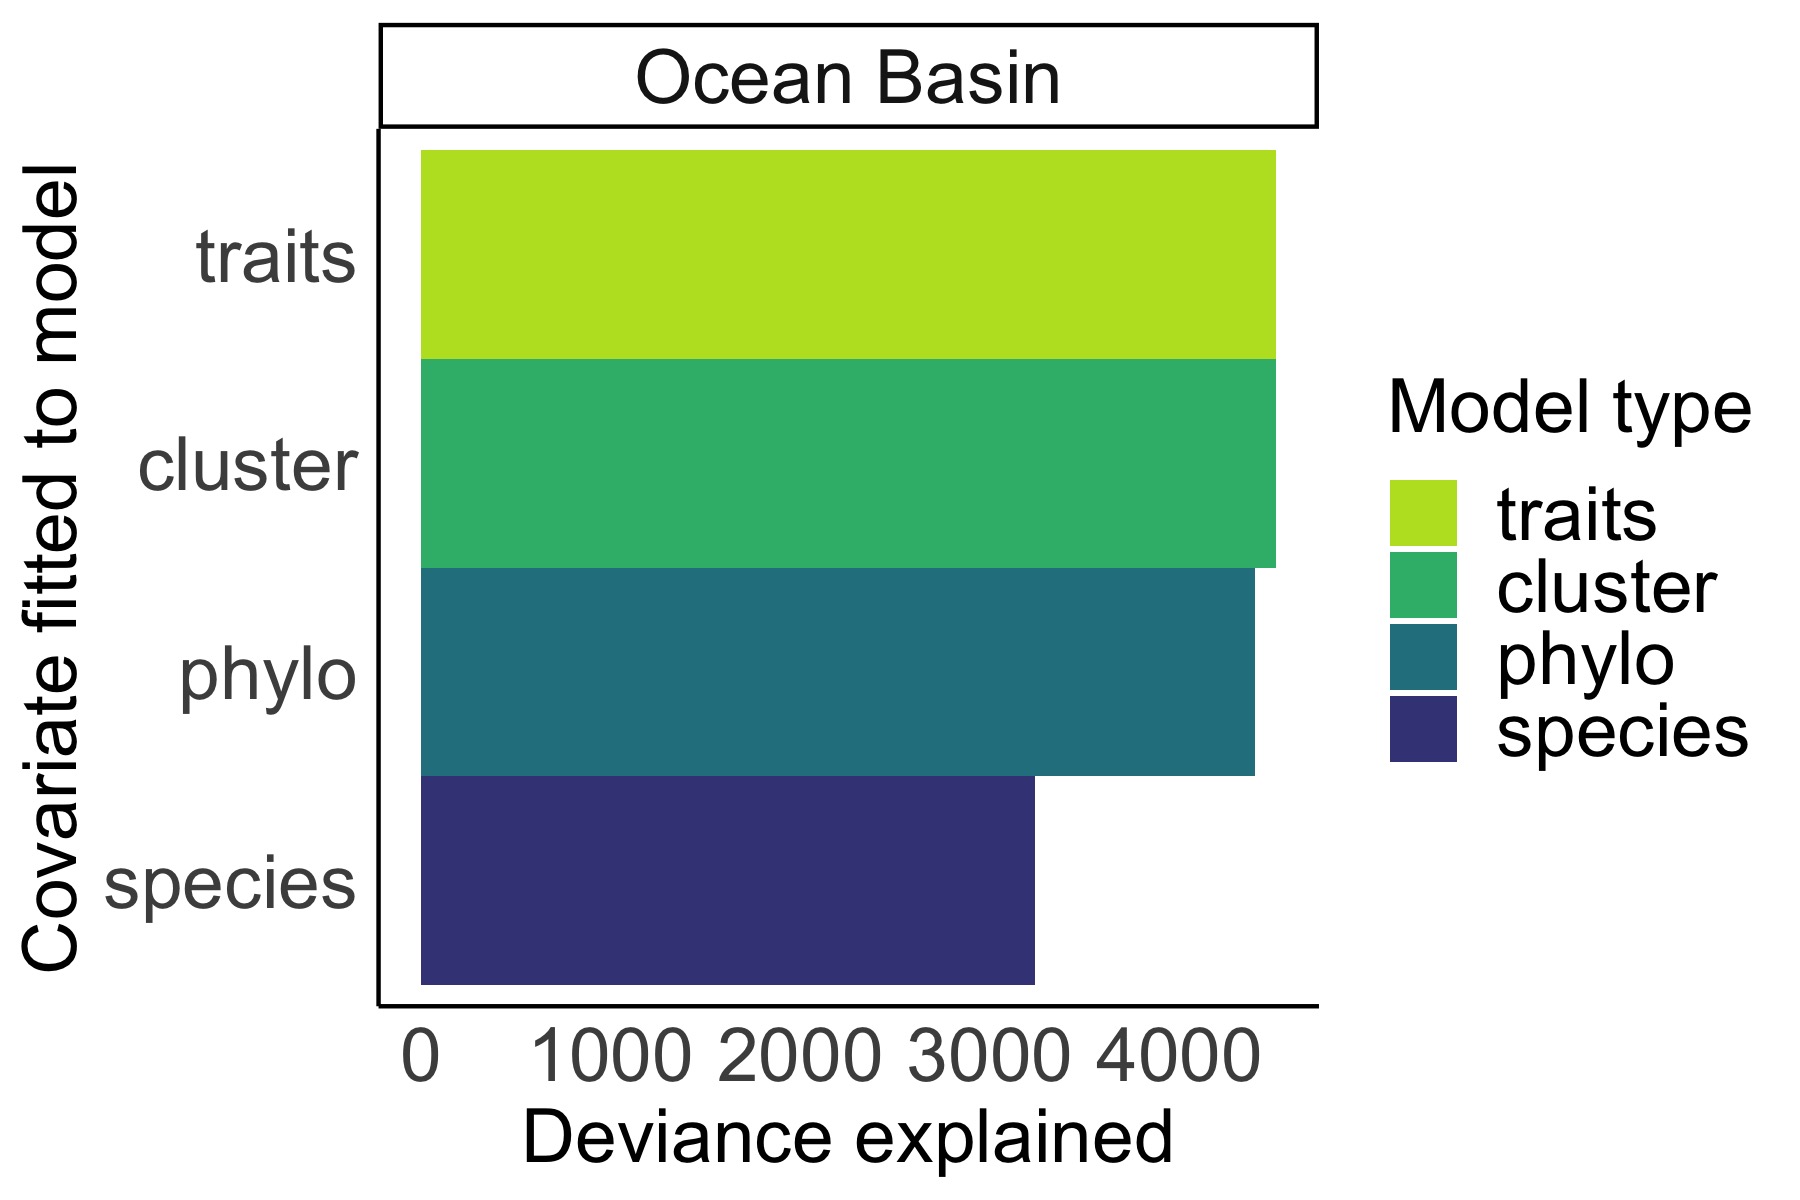 Ocean Basin
Covariate fitted to model
traits
cluster
phylo
species
0 1000 2000 3000 4000
Deviance explained
Model type
traits
cluster
phylo
species